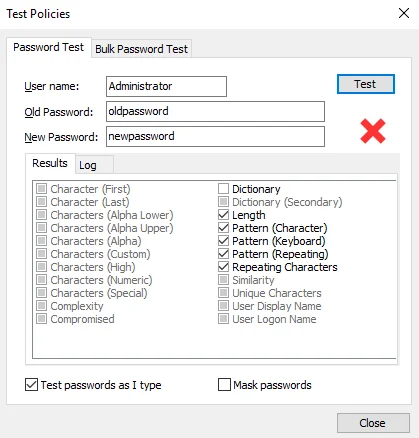 Test Policies
Password Test
Bulk Password Test
User name: Administrator
Test
Old Password: oldpassword
New Password: newpassword
Results
Log
Character (First)
Character (Last)
Characters (Alpha Lower)
Characters (Alpha Upper)
Characters (Alpha)
Characters (Custom)
Characters (High)
Characters (Numeric)
Characters (Special)
Complexity
Compromised
Dictionary
Dictionary (Secondary)
Length
Pattern (Character)
Pattern (Keyboard)
Pattern (Repeating)
Repeating Characters
Similarity
Unique Characters
User Display Name
User Logon Name
Test passwords as I type
Mask passwords
Close